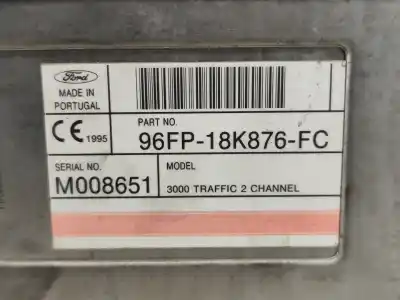 Ford
MADE IN
PORTUGAL
CE 1995
PART NO.
96FP-18K876-FC
SERIAL NO.
M008651
MODEL
3000 TRAFFIC 2 CHANNEL